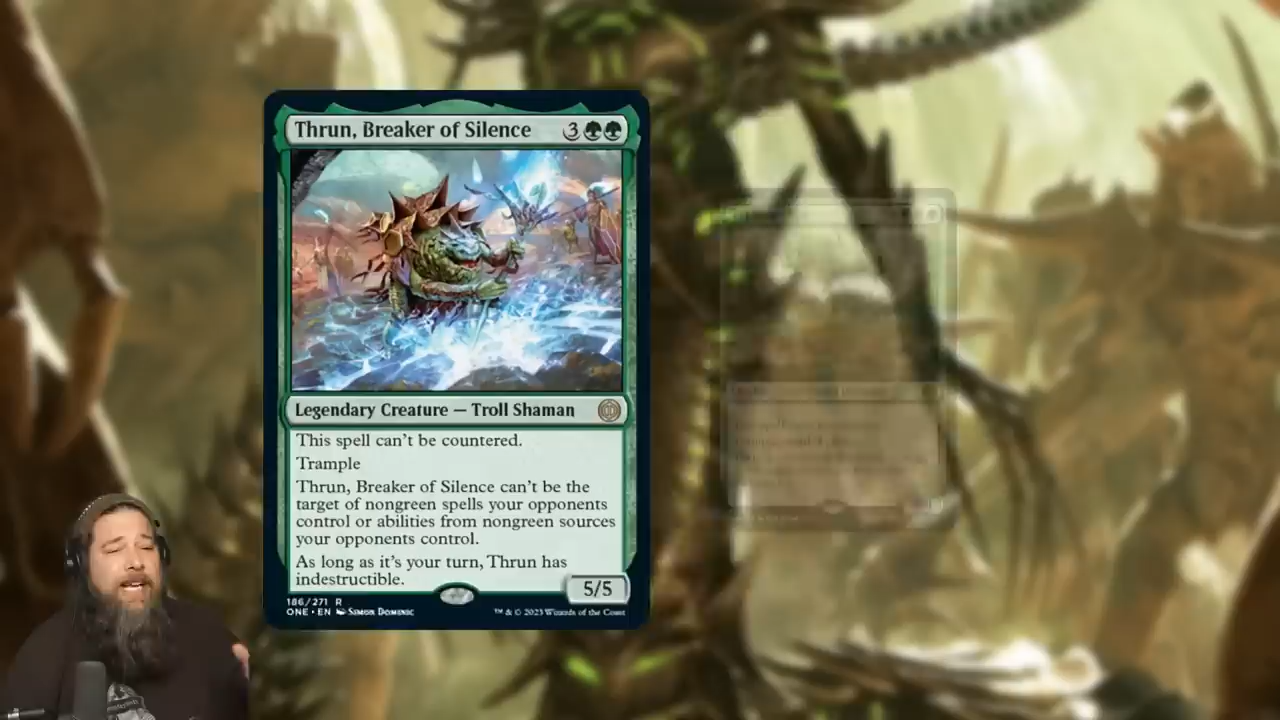 Thrun, Breaker of Silence 3
Legendary Creature — Troll Shaman
This spell can't be countered.
Trample
Thrun, Breaker of Silence can't be the
target of nongreen spells your opponents
control or abilities from nongreen sources
your opponents control.
As long as it's your turn, Thrun has
indestructible.
5/5
186/271 R
ONE • EN Simon Dominic
™ & © 2023 Wizards of the Coast